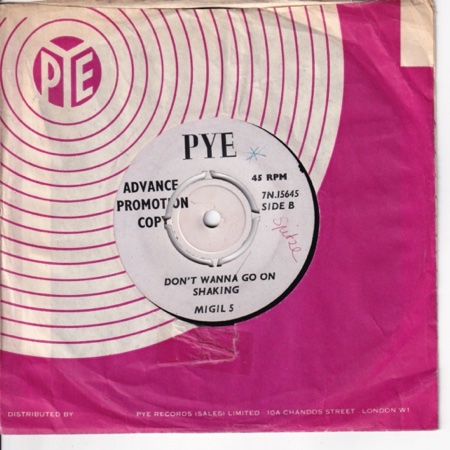 PYE
PYE
45 RPM
ADVANCE
PROMOTION
COPY
7N.15645
SIDE B
Spitze
DON'T WANNA GO ON
SHAKING
MIGIL 5
DISTRIBUTED BY PYE RECORDS (SALES) LIMITED 10A CHANDOS STREET LONDON W1